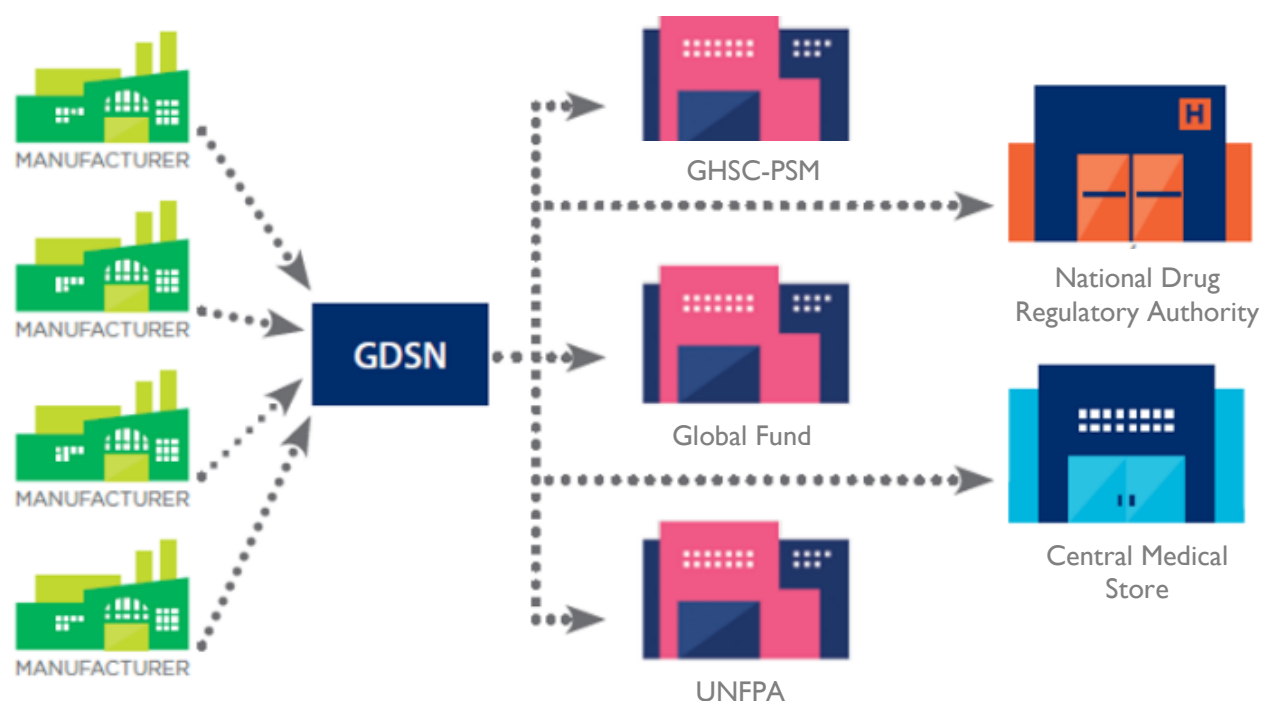 MANUFACTURER
MANUFACTURER
MANUFACTURER
MANUFACTURER
GDSN
GHSC-PSM
Global Fund
UNFPA
H
National Drug
Regulatory Authority
Central Medical
Store